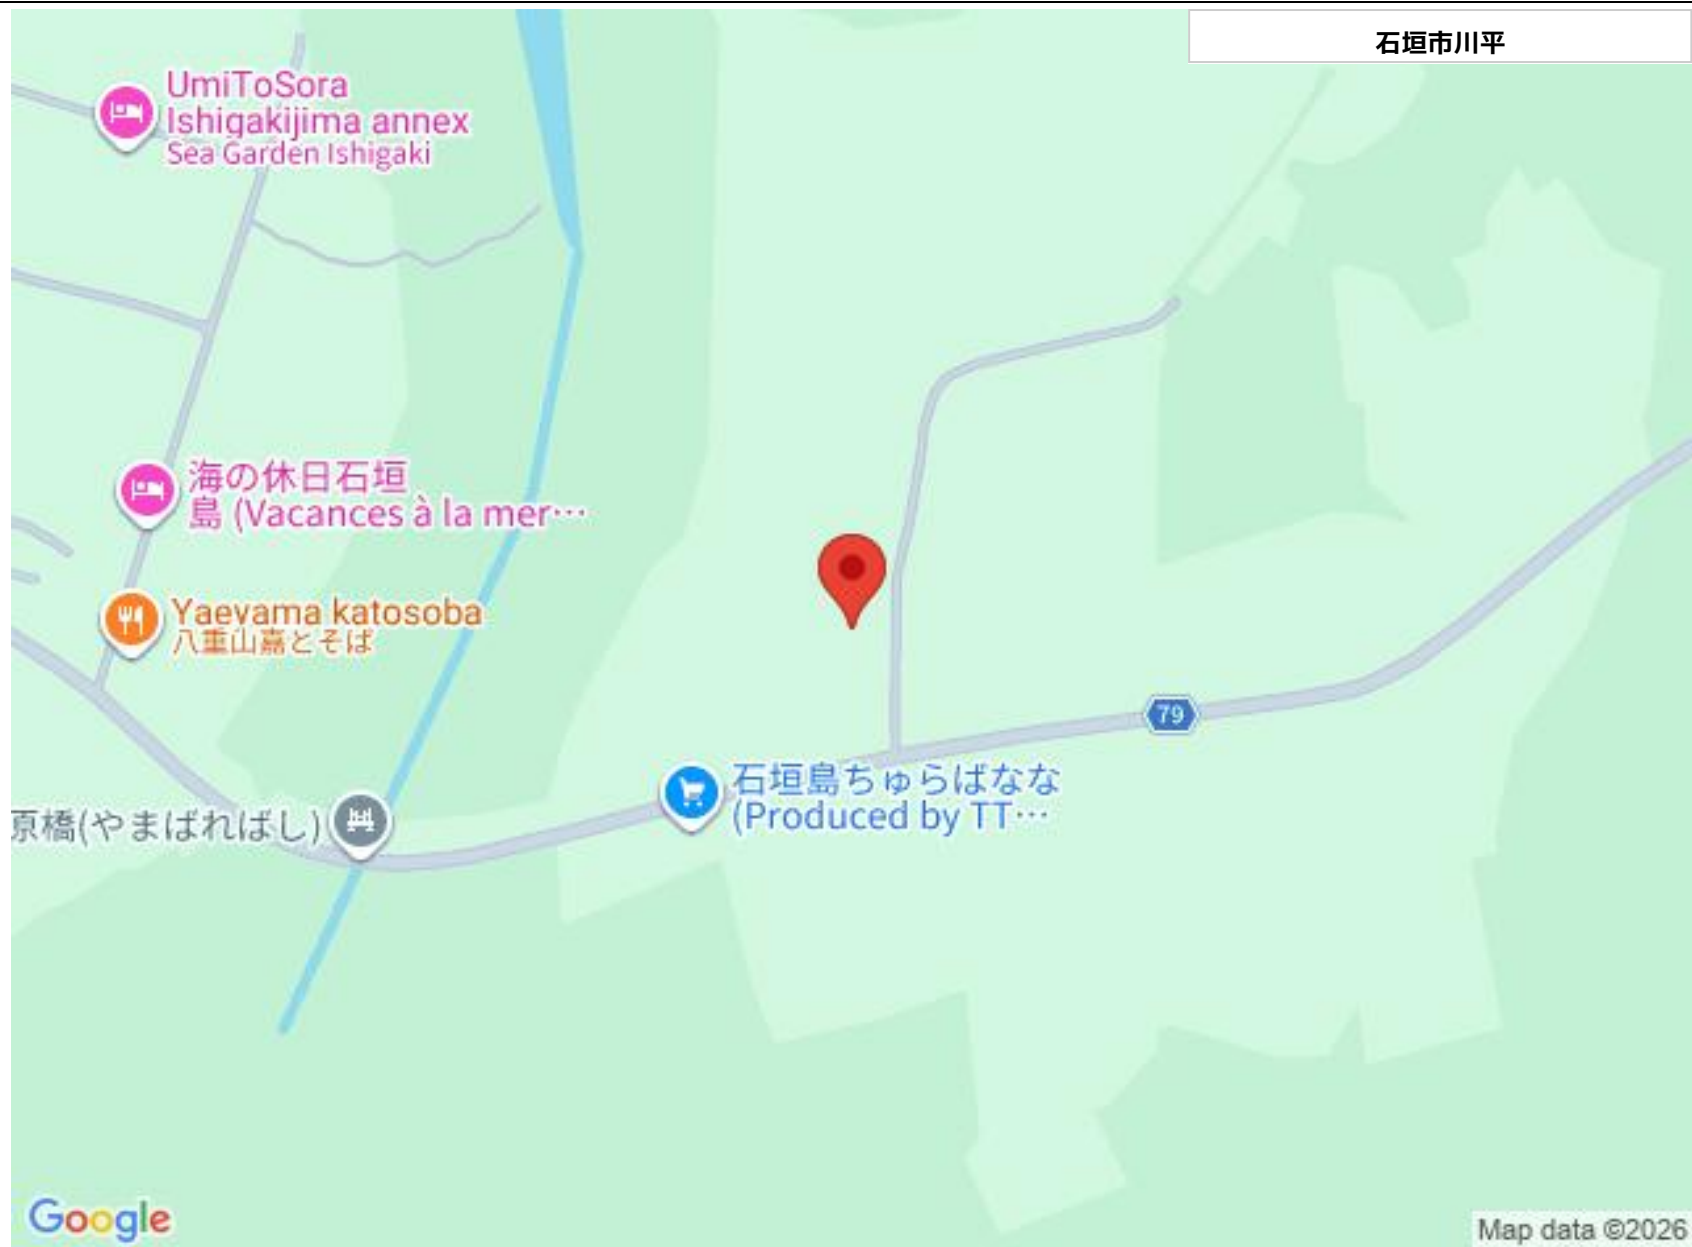 石垣市川平
UmiToSora
Ishigakijima annex
Sea Garden Ishigaki
海の休日石垣
島 (Vacances à la mer…
Yaeyama katosoba
八重山嘉とそば
79
石垣島ちゅらばなな
(Produced by TT…
原橋(やまばればし)
Google
Map data ©2026